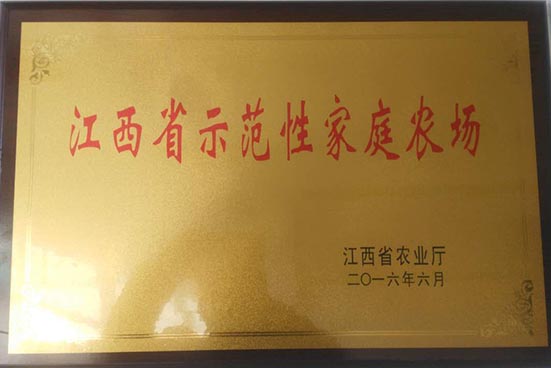 江西省示范性家庭农场
江西省农业厅
二〇一六年六月